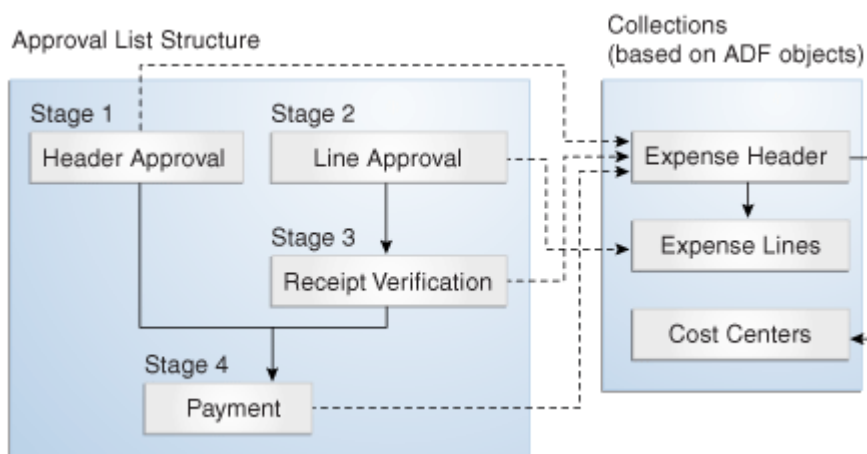 Approval List Structure
Collections
(based on ADF objects)
Stage 1
Header Approval
Stage 2
Line Approval
Stage 3
Receipt Verification
Stage 4
Payment
Expense Header
Expense Lines
Cost Centers